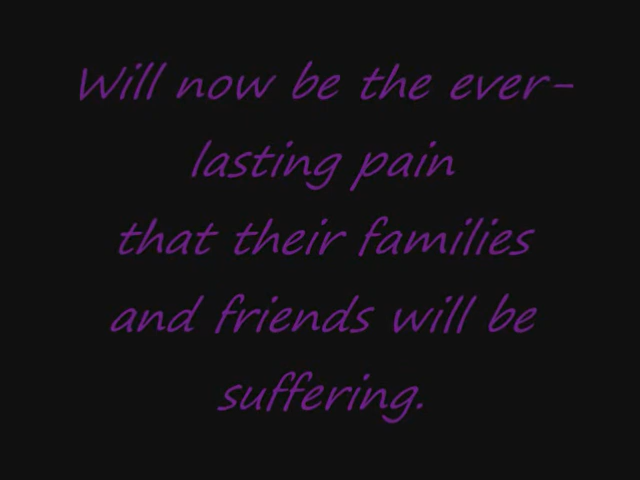 Will now be the ever-
lasting pain
that their families
and friends will be
suffering.